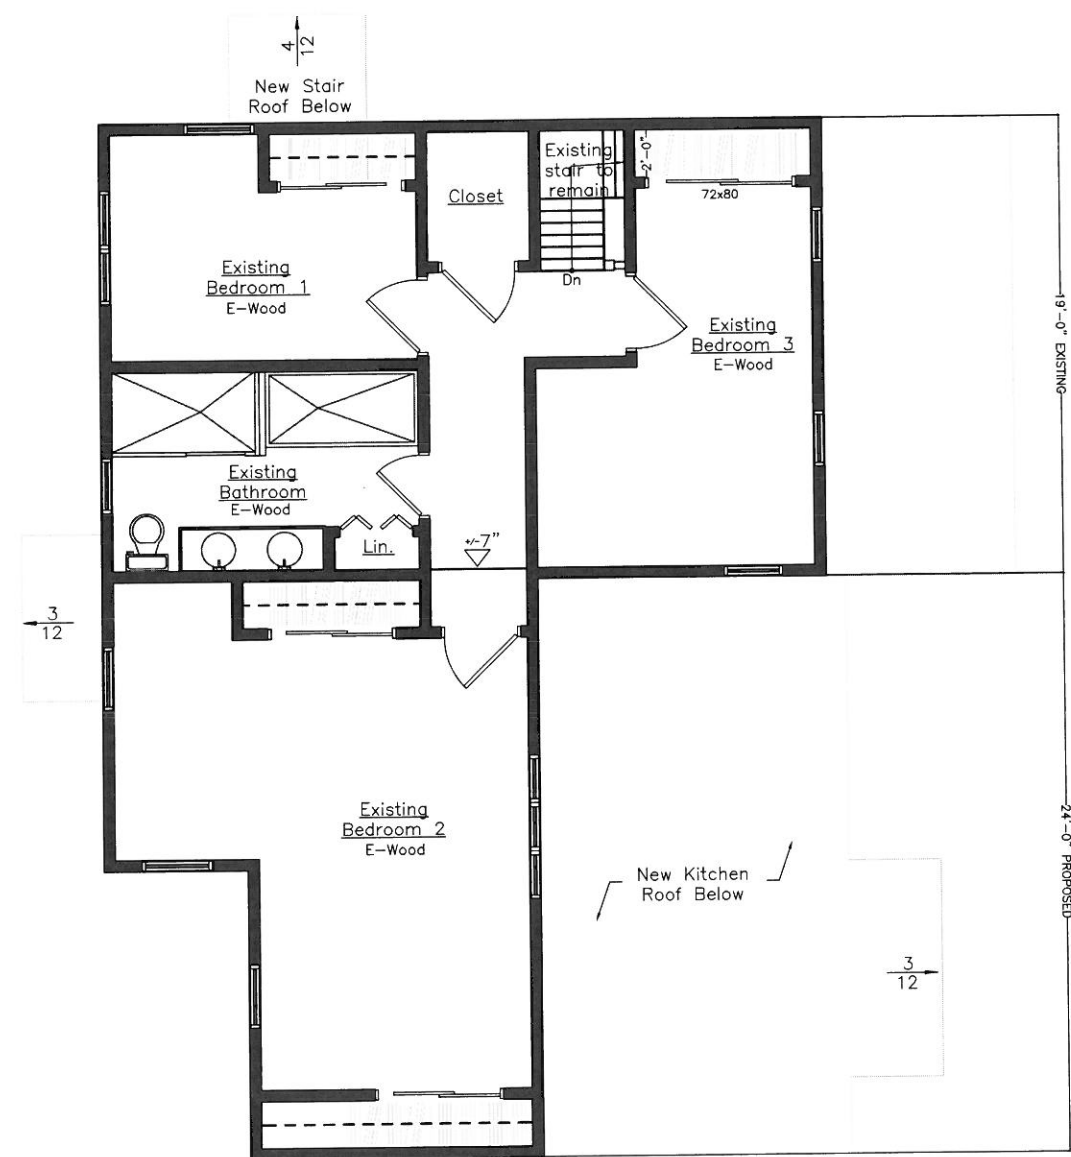 4
12
New Stair
Roof Below
Existing
stair to
remain
2'-0"
72x80
Closet
Existing
Bedroom 1
E-Wood
Dn
Existing
Bedroom 3
E-Wood
19'-0" EXISTING
Existing
Bathroom
E-Wood
Lin.
+/-7"
3
12
Existing
Bedroom 2
E-Wood
New Kitchen
Roof Below
24'-0" PROPOSED
3
12